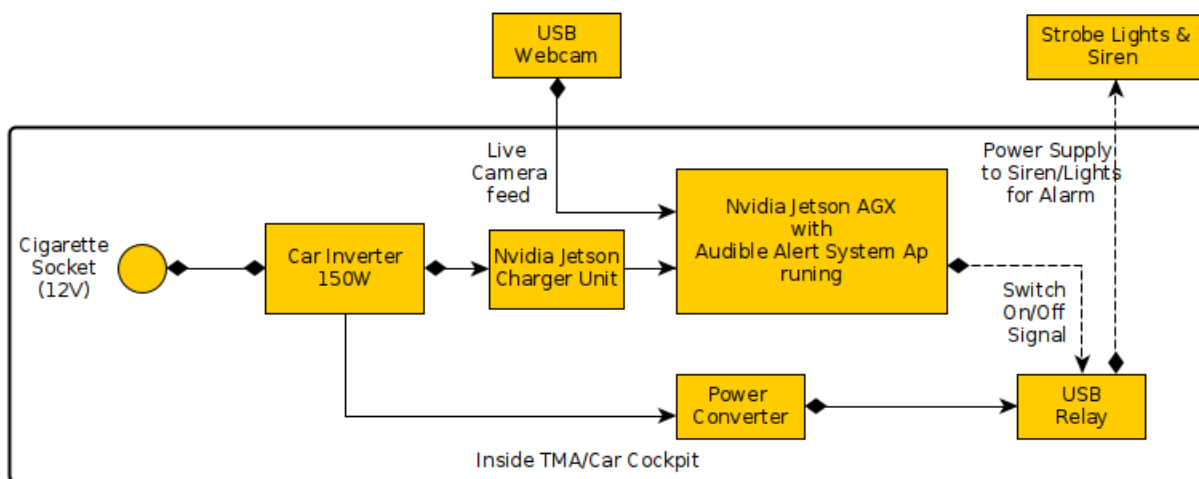 USB
Webcam
Strobe Lights &
Siren
Live
Camera
feed
Power Supply
to Siren/Lights
for Alarm
Cigarette
Socket
(12V)
Car Inverter
150W
Nvidia Jetson
Charger Unit
Nvidia Jetson AGX
with
Audible Alert System Ap
runing
Switch
On/Off
Signal
Power
Converter
USB
Relay
Inside TMA/Car Cockpit